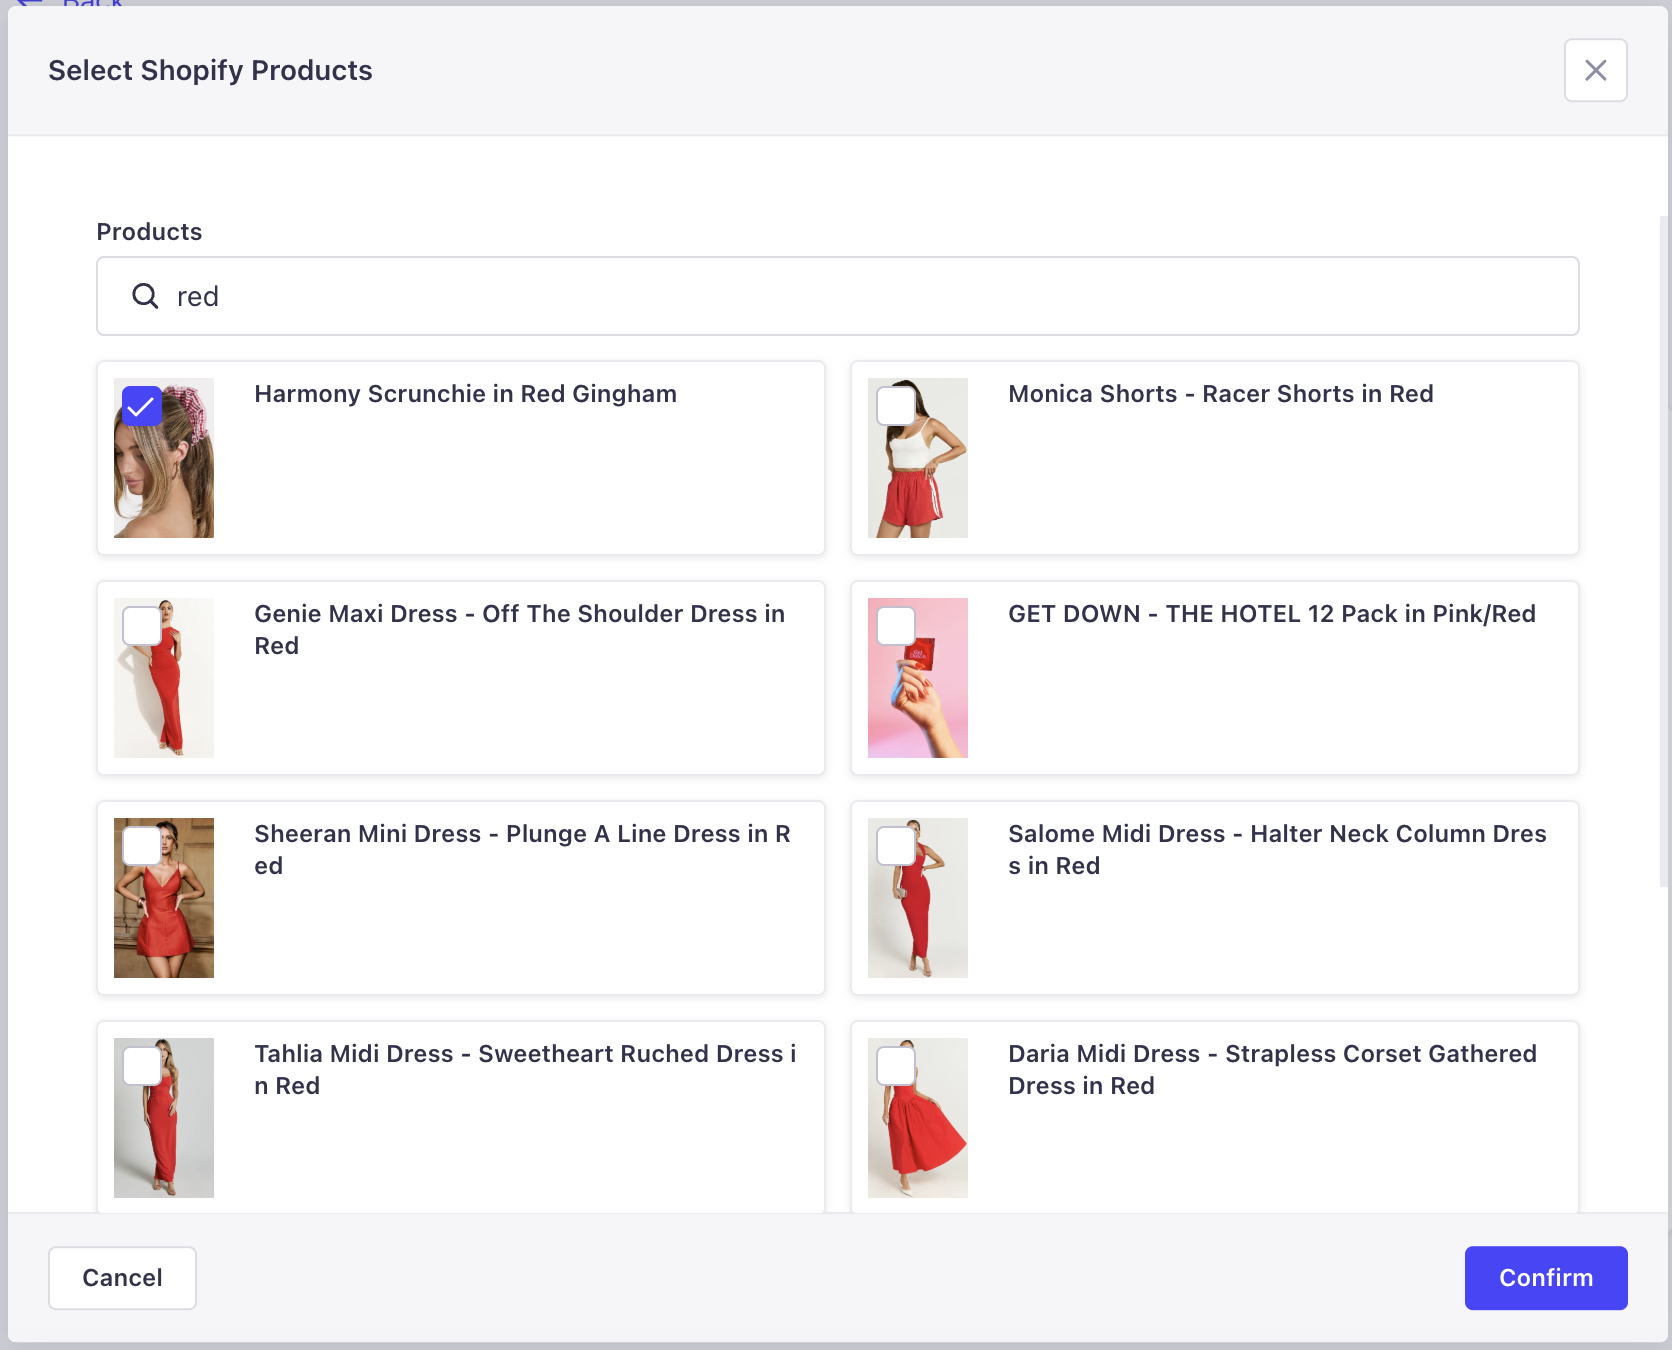 Back
Select Shopify Products
Products
red
Harmony Scrunchie in Red Gingham
Monica Shorts - Racer Shorts in Red
Genie Maxi Dress - Off The Shoulder Dress in
Red
GET DOWN - THE HOTEL 12 Pack in Pink/Red
Sheeran Mini Dress - Plunge A Line Dress in R
ed
Salome Midi Dress - Halter Neck Column Dres
s in Red
Tahlia Midi Dress - Sweetheart Ruched Dress i
n Red
Daria Midi Dress - Strapless Corset Gathered
Dress in Red
Cancel
Confirm